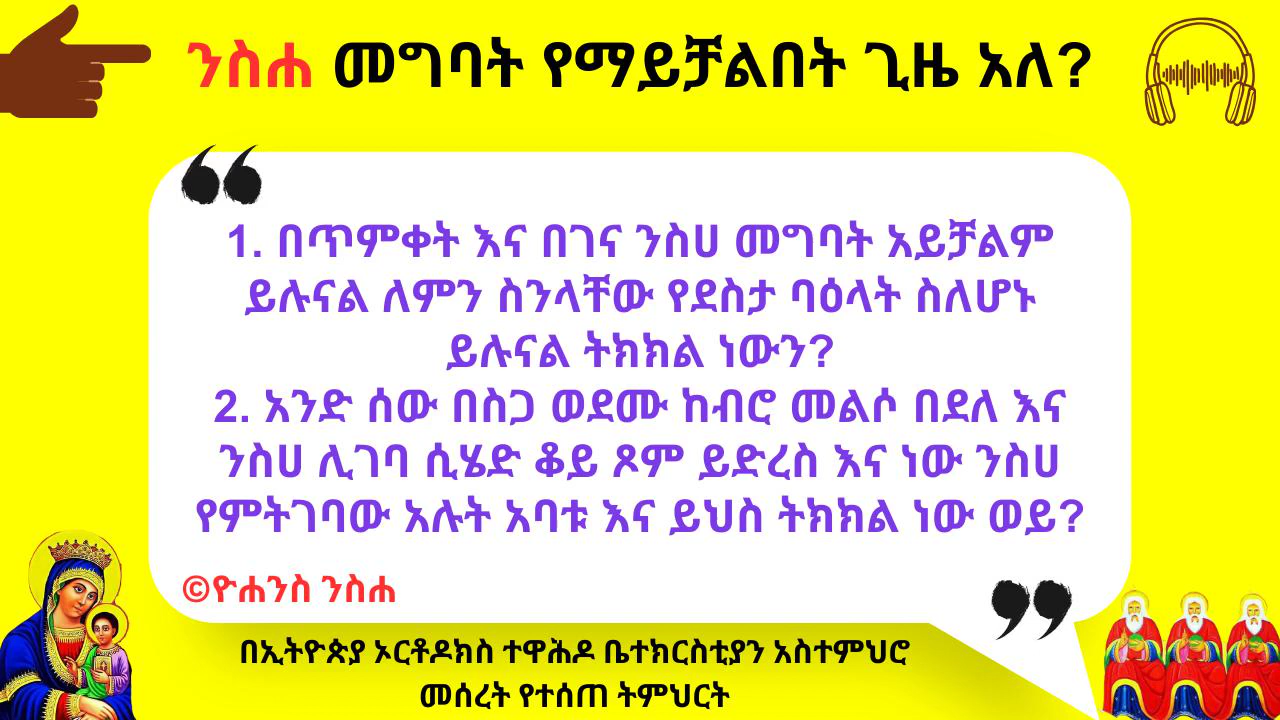 ንስሐ መግባት የማይቻልበት ጊዜ አለ?
1. በጥምቀት እና በገና ንስሀ መግባት አይቻልም
ይሉናል ለምን ስንላቸው የደስታ ባዕላት ስለሆኑ
ይሉናል ትክክል ነውን?
2. አንድ ሰው በስጋ ወደሙ ከብሮ መልሶ በደለ እና
ንስሀ ሊገባ ሲሄድ ቆይ ጾም ይድረስ እና ነው ንስሀ
የምትገባው አሉት አባቱ እና ይህስ ትክክል ነው ወይ?
©ዮሐንስ ንስሐ
በኢትዮጵያ ኦርቶዶክስ ተዋሕዶ ቤተክርስቲያን አስተምህሮ
መሰረት የተሰጠ ትምህርት